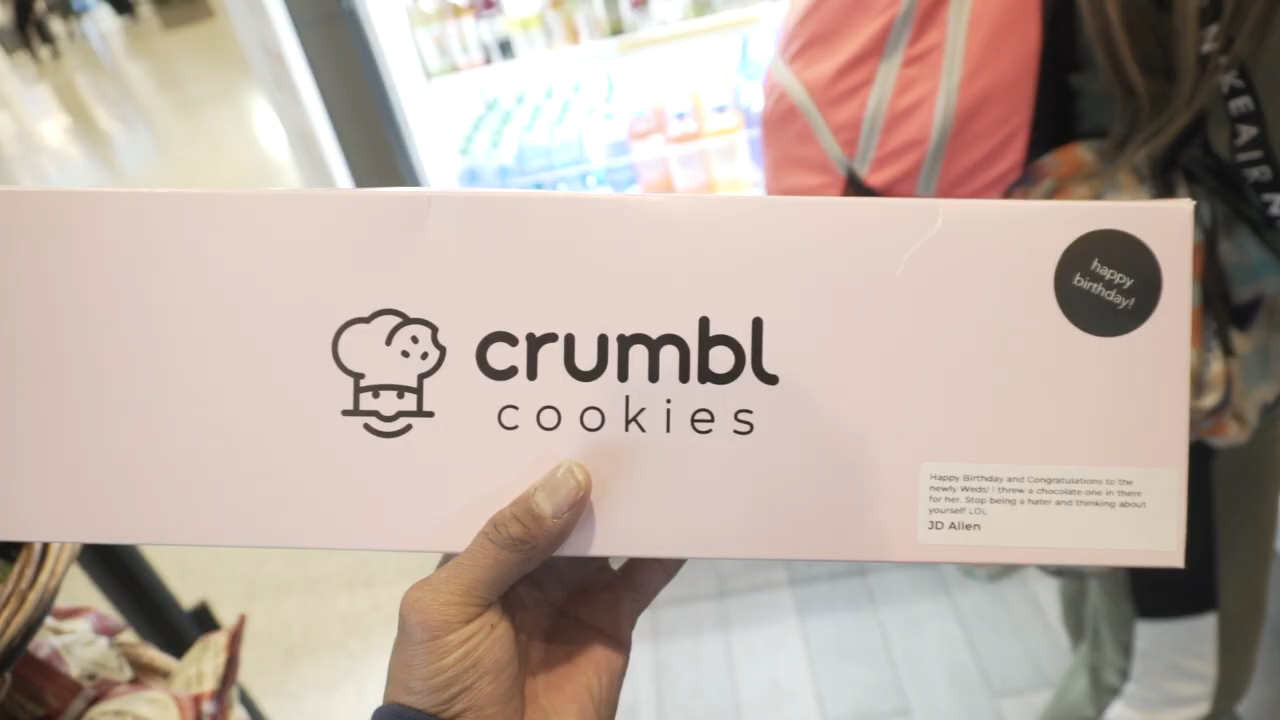 happy
birthday!
crumbl
cookies
Happy Birthday and Congratulations to the
newly Weds! I threw a chocolate one in there
for her. Stop being a hater and thinking about
yourself LOL
JD Allen